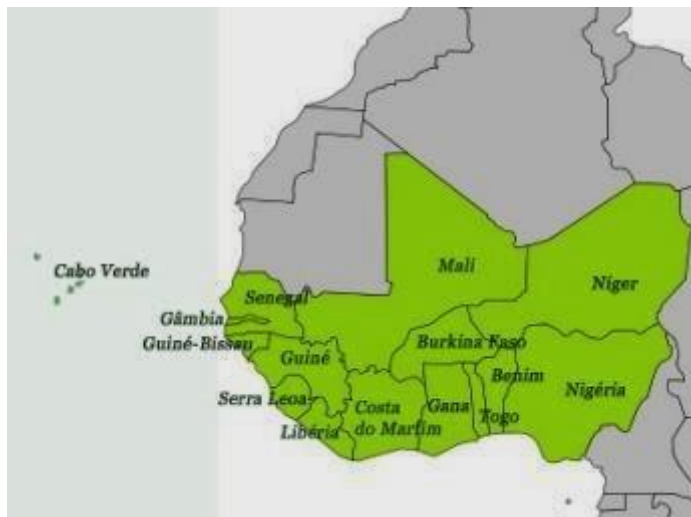 Mali
Cabo Verde
Níger
Senegal
Gâmbia
Guiné-Bissau
Burkina Faso
Guiné
Benim
Nigéria
Serra Leoa
Costa
do Marfim
Gana
Togo
Libéria